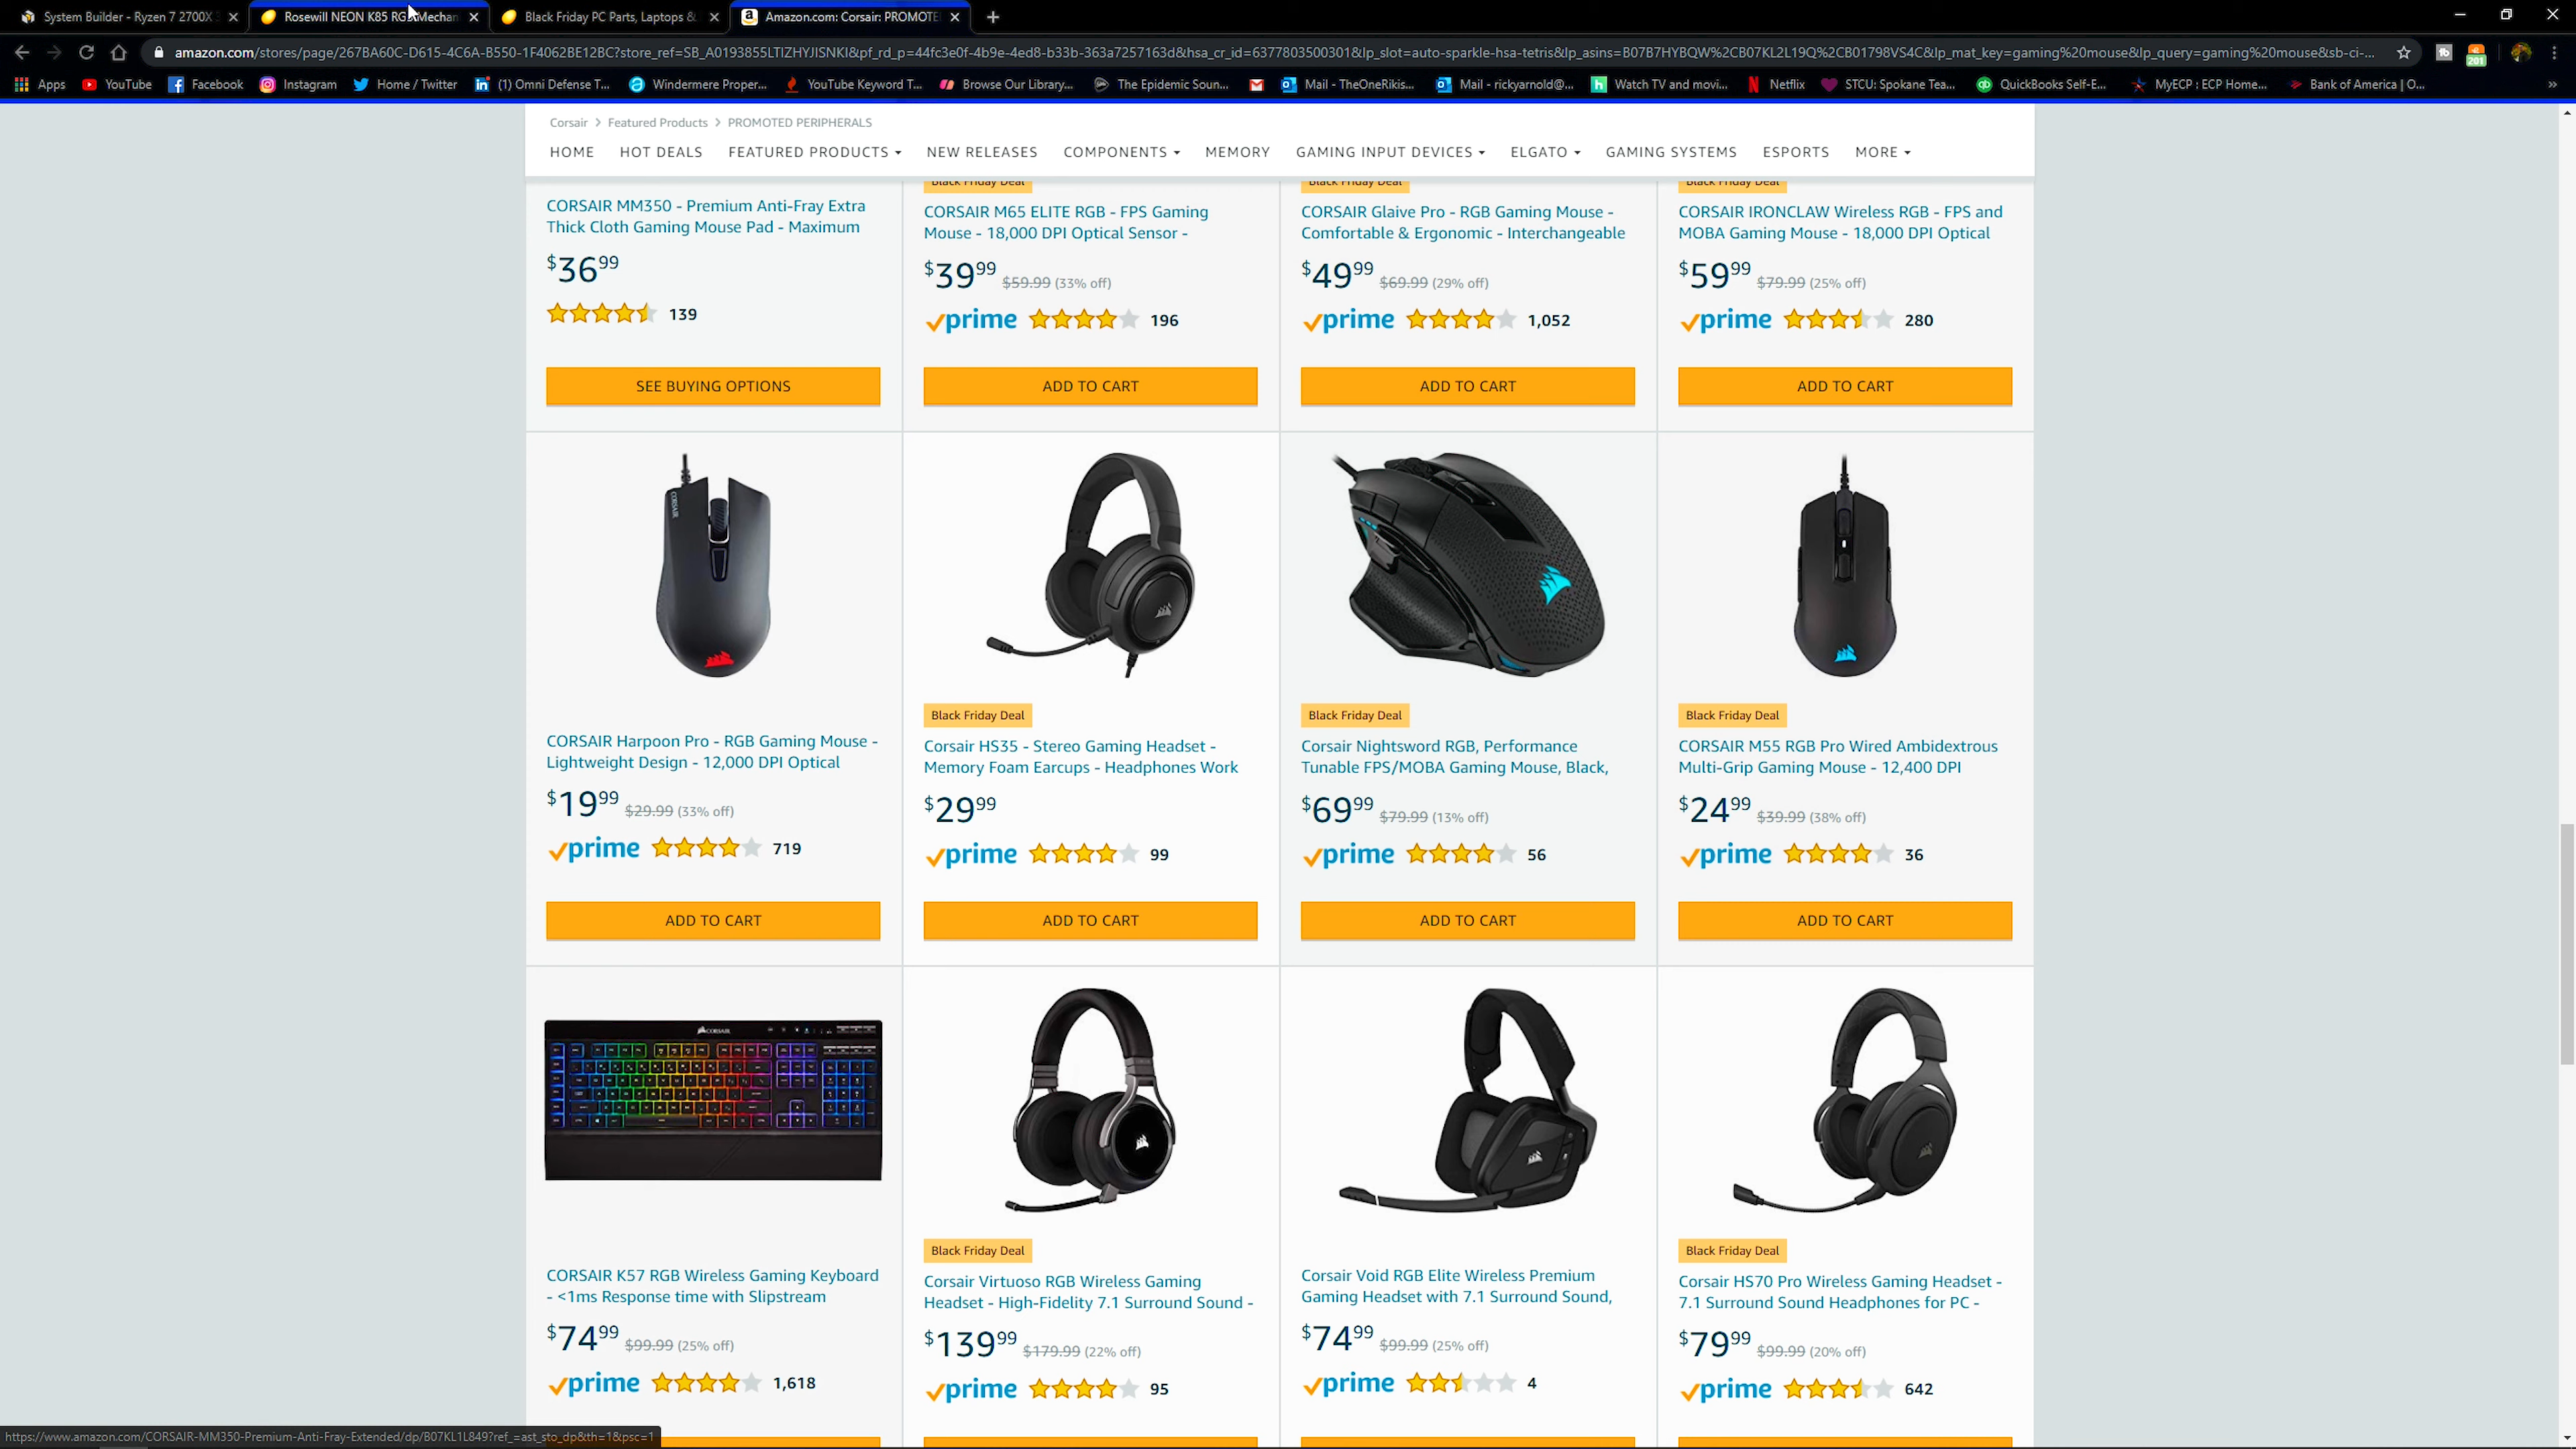 System Builder - Ryzen 7 2700X
Rosewill NEON K85 RGB Mechan
Black Friday PC Parts, Laptops &
Amazon.com: Corsair: PROMOTE
amazon.com/stores/page/267BA60C-D615-4C6A-B550-1F4062BE12BC?store_ref=SB_A0193855LTIZHYJISNKI&pf_rd_p=44fc3e0f-4b9e-4ed8-b33b-363a7257163d&hsa_cr_id=6377803500301&lp_slot=auto-sparkle-hsa-tetris&lp_asins=B07B7HYBQW%2CB07KL2L19Q%2CB01798VS4C&lp_mat_key=gaming%20mouse&lp_query=gaming%20mouse&sb-ci-...
201
Apps YouTube Facebook Instagram Home / Twitter (1) Omni Defense T... Windermere Proper... YouTube Keyword T... Browse Our Library... The Epidemic Soun... Mail - TheOneRikis... Mail - rickyarnold@... Watch TV and movi... Netflix STCU: Spokane Tea... QuickBooks Self-E... MyECP : ECP Home... Bank of America | O... »
Corsair > Featured Products > PROMOTED PERIPHERALS
HOME HOT DEALS FEATURED PRODUCTS NEW RELEASES COMPONENTS MEMORY GAMING INPUT DEVICES ELGATO GAMING SYSTEMS ESPORTS MORE
CORSAIR MM350 - Premium Anti-Fray Extra
Thick Cloth Gaming Mouse Pad - Maximum
$36 99
139
SEE BUYING OPTIONS
Black Friday Deal
CORSAIR M65 ELITE RGB - FPS Gaming
Mouse - 18,000 DPI Optical Sensor -
$39 99 $59.99 (33% off)
prime 196
ADD TO CART
Black Friday Deal
CORSAIR Glaive Pro - RGB Gaming Mouse -
Comfortable & Ergonomic - Interchangeable
$49 99 $69.99 (29% off)
prime 1,052
ADD TO CART
Black Friday Deal
CORSAIR IRONCLAW Wireless RGB - FPS and
MOBA Gaming Mouse - 18,000 DPI Optical
$59 99 $79.99 (25% off)
prime 280
ADD TO CART
CORSAIR
CORSAIR Harpoon Pro - RGB Gaming Mouse -
Lightweight Design - 12,000 DPI Optical
$19 99 $29.99 (33% off)
prime 719
ADD TO CART
Black Friday Deal
Corsair HS35 - Stereo Gaming Headset -
Memory Foam Earcups - Headphones Work
$29 99
prime 99
ADD TO CART
Black Friday Deal
Corsair Nightsword RGB, Performance
Tunable FPS/MOBA Gaming Mouse, Black,
$69 99 $79.99 (13% off)
prime 56
ADD TO CART
Black Friday Deal
CORSAIR M55 RGB Pro Wired Ambidextrous
Multi-Grip Gaming Mouse - 12,400 DPI
$24 99 $39.99 (38% off)
prime 36
ADD TO CART
CORSAIR
CORSAIR K57 RGB Wireless Gaming Keyboard
- <1ms Response time with Slipstream
$74 99 $99.99 (25% off)
prime 1,618
Black Friday Deal
Corsair Virtuoso RGB Wireless Gaming
Headset - High-Fidelity 7.1 Surround Sound -
$139 99 $179.99 (22% off)
prime 95
Corsair Void RGB Elite Wireless Premium
Gaming Headset with 7.1 Surround Sound,
$74 99 $99.99 (25% off)
prime 4
Black Friday Deal
Corsair HS70 Pro Wireless Gaming Headset -
7.1 Surround Sound Headphones for PC -
$79 99 $99.99 (20% off)
prime 642
https://www.amazon.com/CORSAIR-MM350-Premium-Anti-Fray-Extended/dp/B07KL1L849?ref_=ast_sto_dp&th=1&psc=1